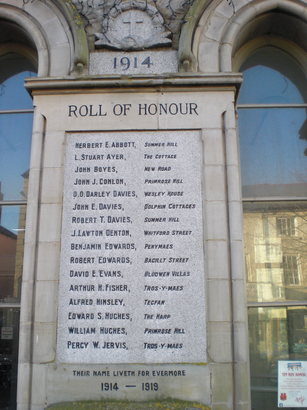 1914
ROLL OF HONOUR
HERBERT E. ABBOTT, SUMMER HILL
L. STUART AYER, THE COTTAGE
JOHN BOYES, NEW ROAD
JOHN J. CONLON, PRIMROSE HILL
D.O. DARLEY DAVIES, WESLEY HOUSE
JOHN E. DAVIES, DOLPHIN COTTAGES
ROBERT T. DAVIES, SUMMER HILL
J. LAWTON DENTON, WHITFORD STREET
BENJAMIN EDWARDS, PENYMAES
ROBERT EDWARDS, BAGILLT STREET
DAVID E. EVANS, BLODWEN VILLAS
ARTHUR H. FISHER, TROS-Y-MAES
ALFRED HINSLEY, TECFAN
EDWARD S. HUGHES, THE HARP
WILLIAM HUGHES, PRIMROSE HILL
PERCY W. JERVIS, TROS-Y-MAES
THEIR NAME LIVETH FOR EVERMORE
1914 — 1919